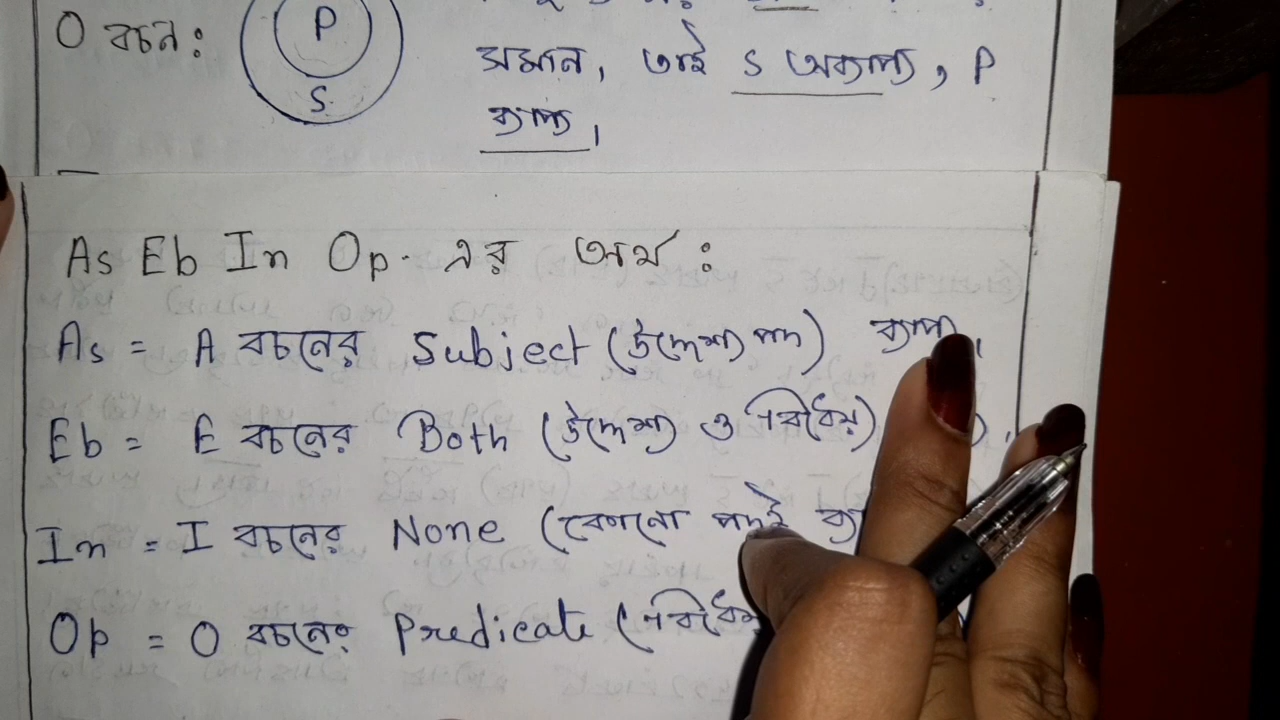 O বচন :
P
S
সমান, তাই S অব্যাপ্য, P
ব্যাপ্য।
As Eb In Op. এর অর্থ :
As = A বচনের Subject (উদ্দেশ্য পদ) ব্যাপ্য।
Eb = E বচনের Both (উদ্দেশ্য ও বিধেয়)
In = I বচনের None (কোনো পদই
Op = O বচনের Predicate (বিধেয়